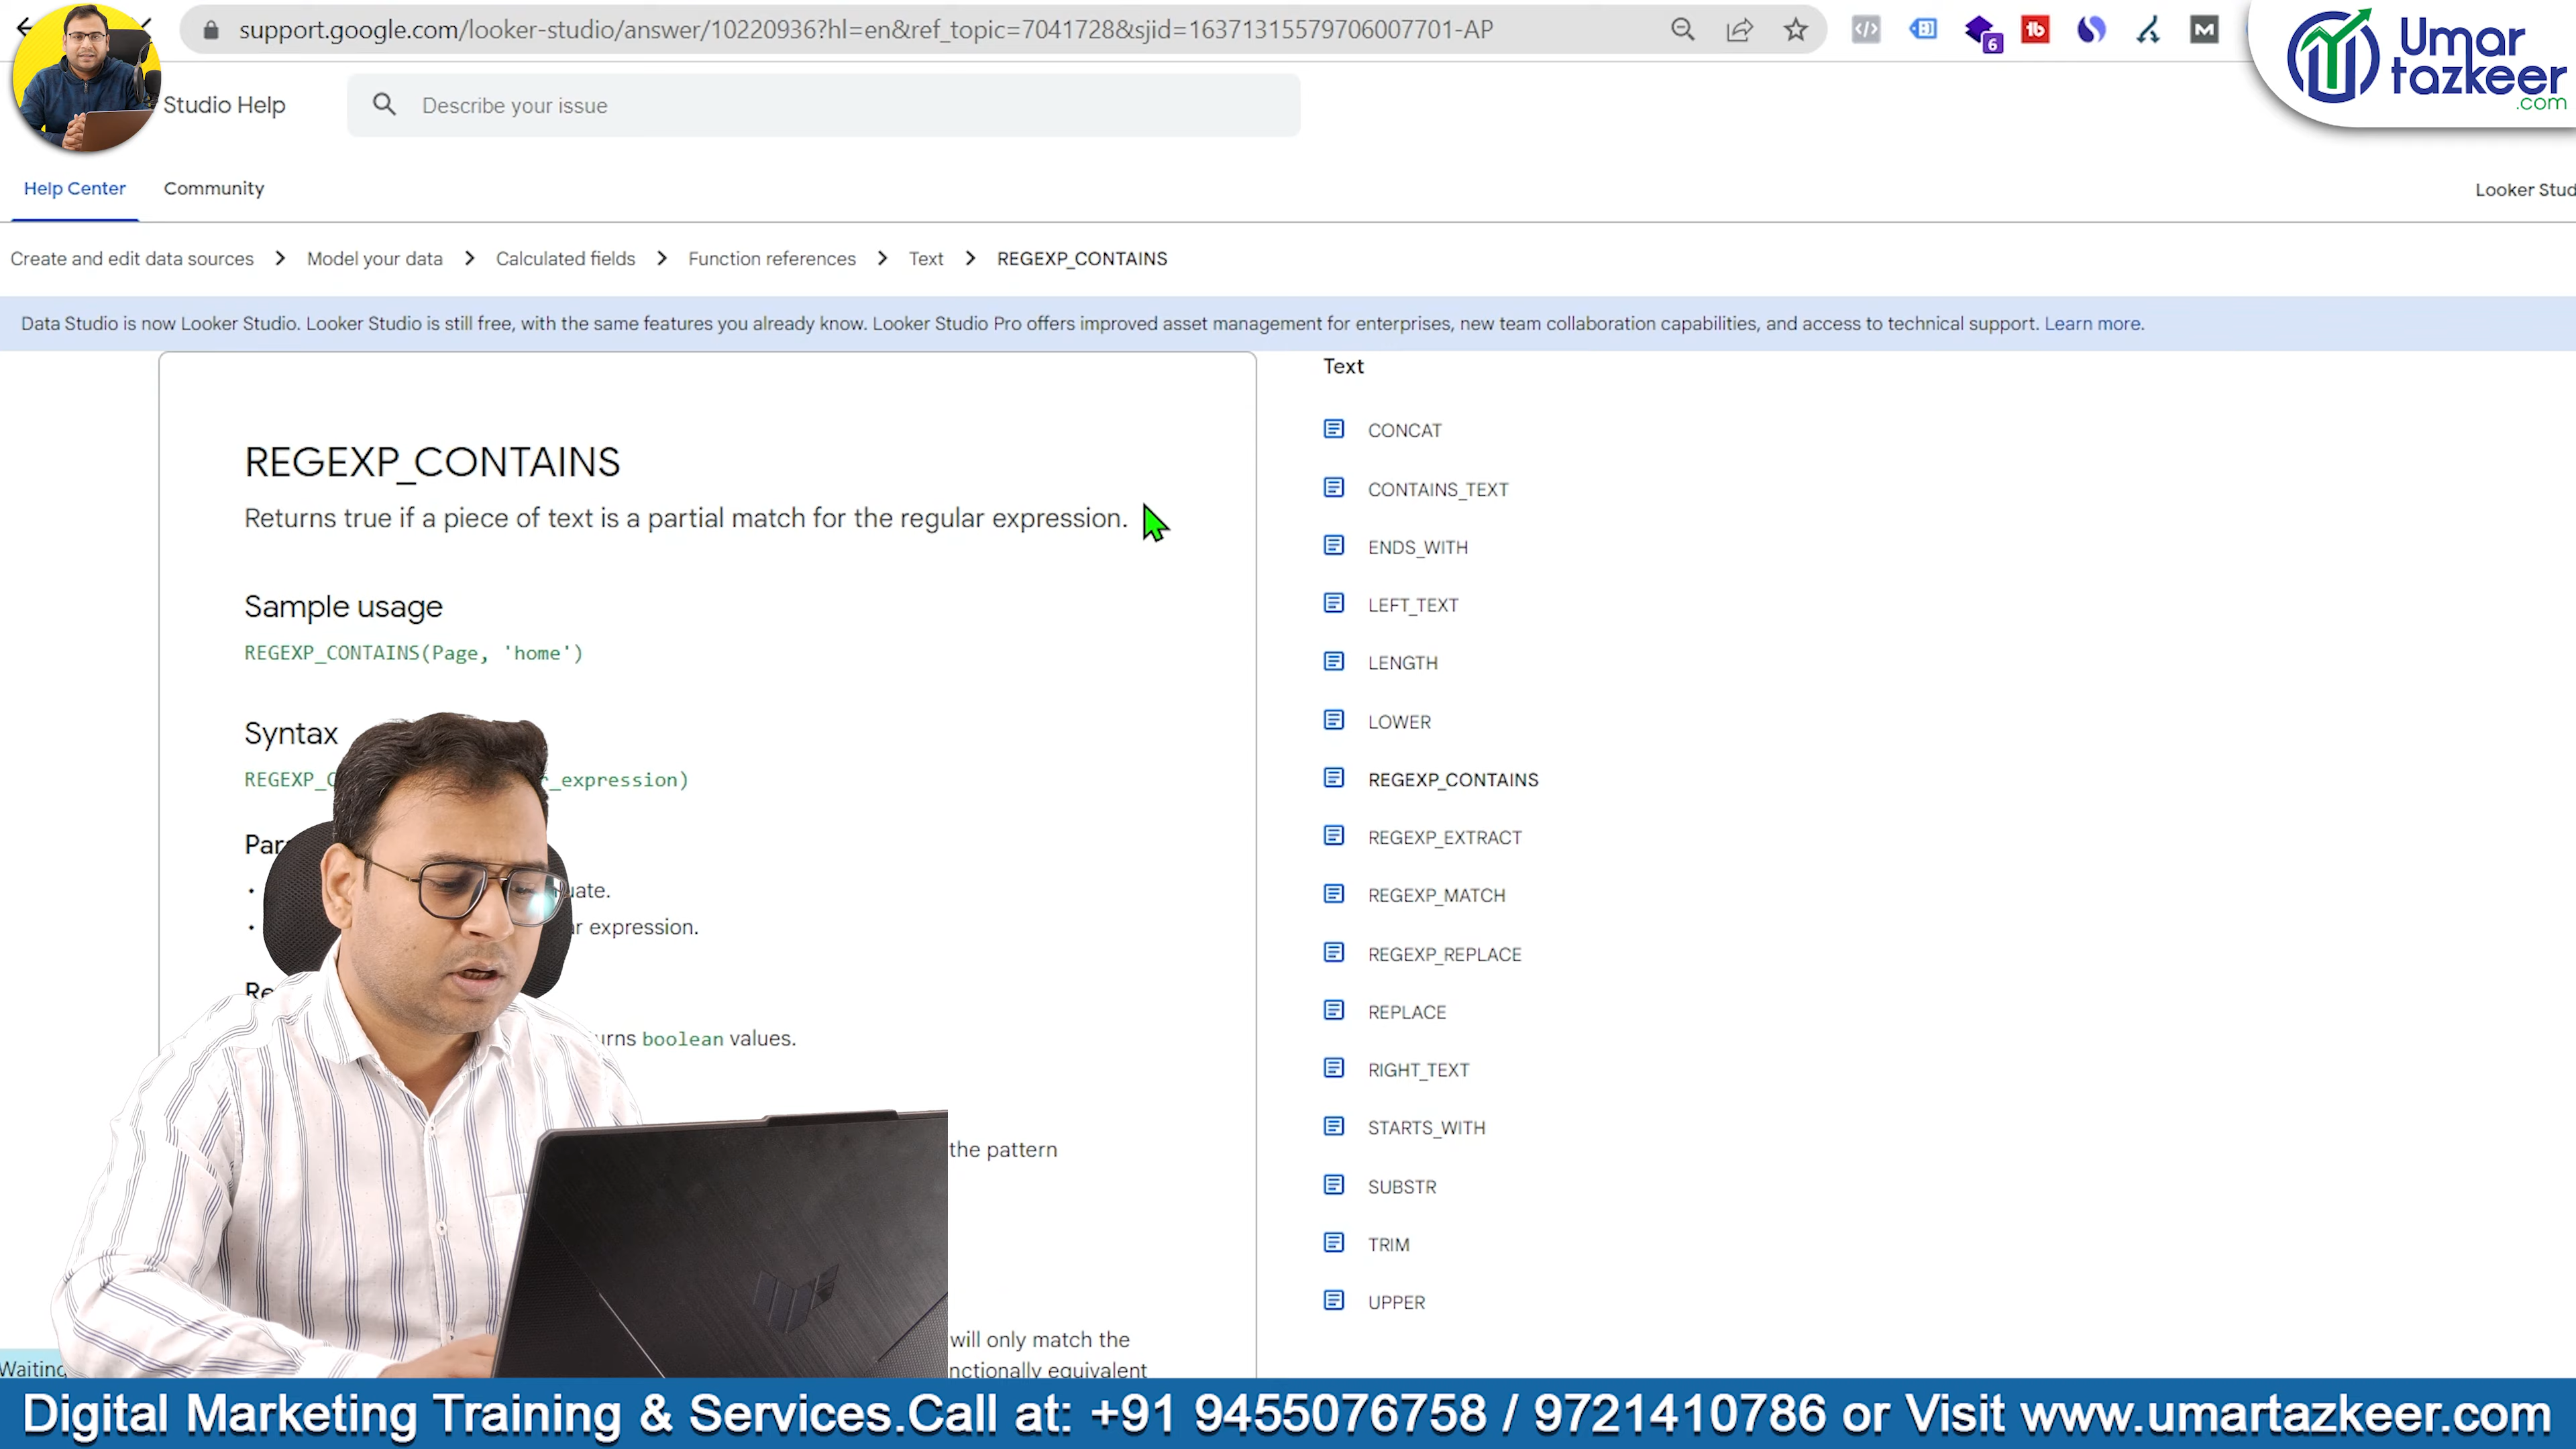 support.google.com/looker-studio/answer/10220936?hl=en&ref_topic=7041728&sjid=16371315579706007701-AP
6
Umar
tazkeer
.com
Studio Help
Describe your issue
Help Center
Community
Looker Stud
Create and edit data sources > Model your data > Calculated fields > Function references > Text > REGEXP_CONTAINS
Data Studio is now Looker Studio. Looker Studio is still free, with the same features you already know. Looker Studio Pro offers improved asset management for enterprises, new team collaboration capabilities, and access to technical support. Learn more.
REGEXP_CONTAINS
Returns true if a piece of text is a partial match for the regular expression.
Sample usage
REGEXP_CONTAINS(Page, 'home')
Syntax
REGEXP_C
r_expression)
Par
uate.
r expression.
Re
urns boolean values.
the pattern
will only match the
nctionally equivalent
Text
CONCAT
CONTAINS_TEXT
ENDS_WITH
LEFT_TEXT
LENGTH
LOWER
REGEXP_CONTAINS
REGEXP_EXTRACT
REGEXP_MATCH
REGEXP_REPLACE
REPLACE
RIGHT_TEXT
STARTS_WITH
SUBSTR
TRIM
UPPER
Waiting
Digital Marketing Training & Services.Call at: +91 9455076758 / 9721410786 or Visit www.umartazkeer.com